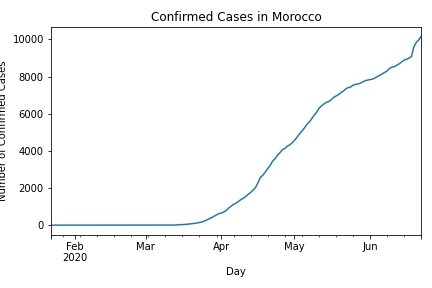 Confirmed Cases in Morocco
Number of Confirmed Cases
10000
8000
6000
4000
2000
0
Feb
2020
Mar
Apr
May
Jun
Day